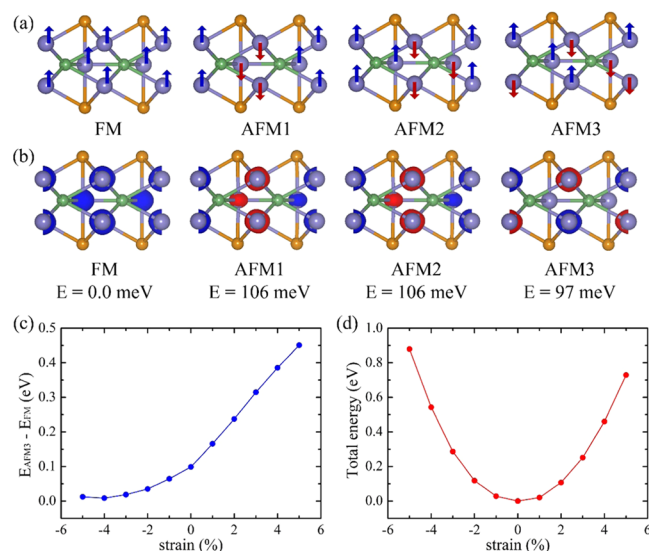 (a)
FM AFM1 AFM2 AFM3
(b)
FM AFM1 AFM2 AFM3
E = 0.0 meV E = 106 meV E = 106 meV E = 97 meV
(c)
E_AFM3 - E_FM (eV)
0.5
0.4
0.3
0.2
0.1
0.0
-6 -4 -2 0 2 4 6
strain (%)
(d)
Total energy (eV)
1.0
0.8
0.6
0.4
0.2
0.0
-6 -4 -2 0 2 4 6
strain (%)